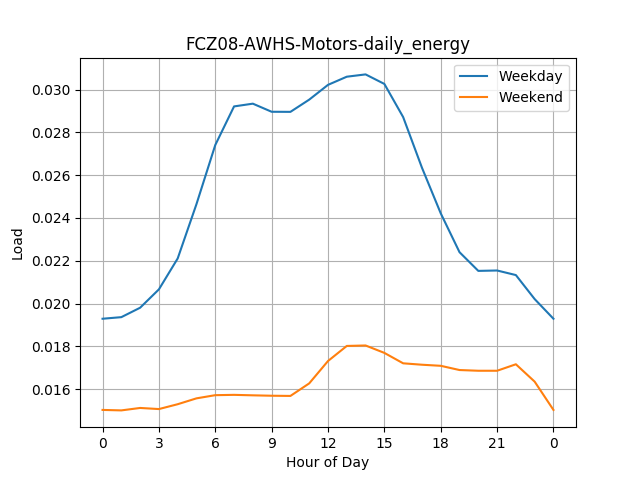 FCZ08-AWHS-Motors-daily_energy
Weekday
Weekend
0.030
0.028
0.026
0.024
0.022
0.020
0.018
0.016
Load
0 3 6 9 12 15 18 21 0
Hour of Day